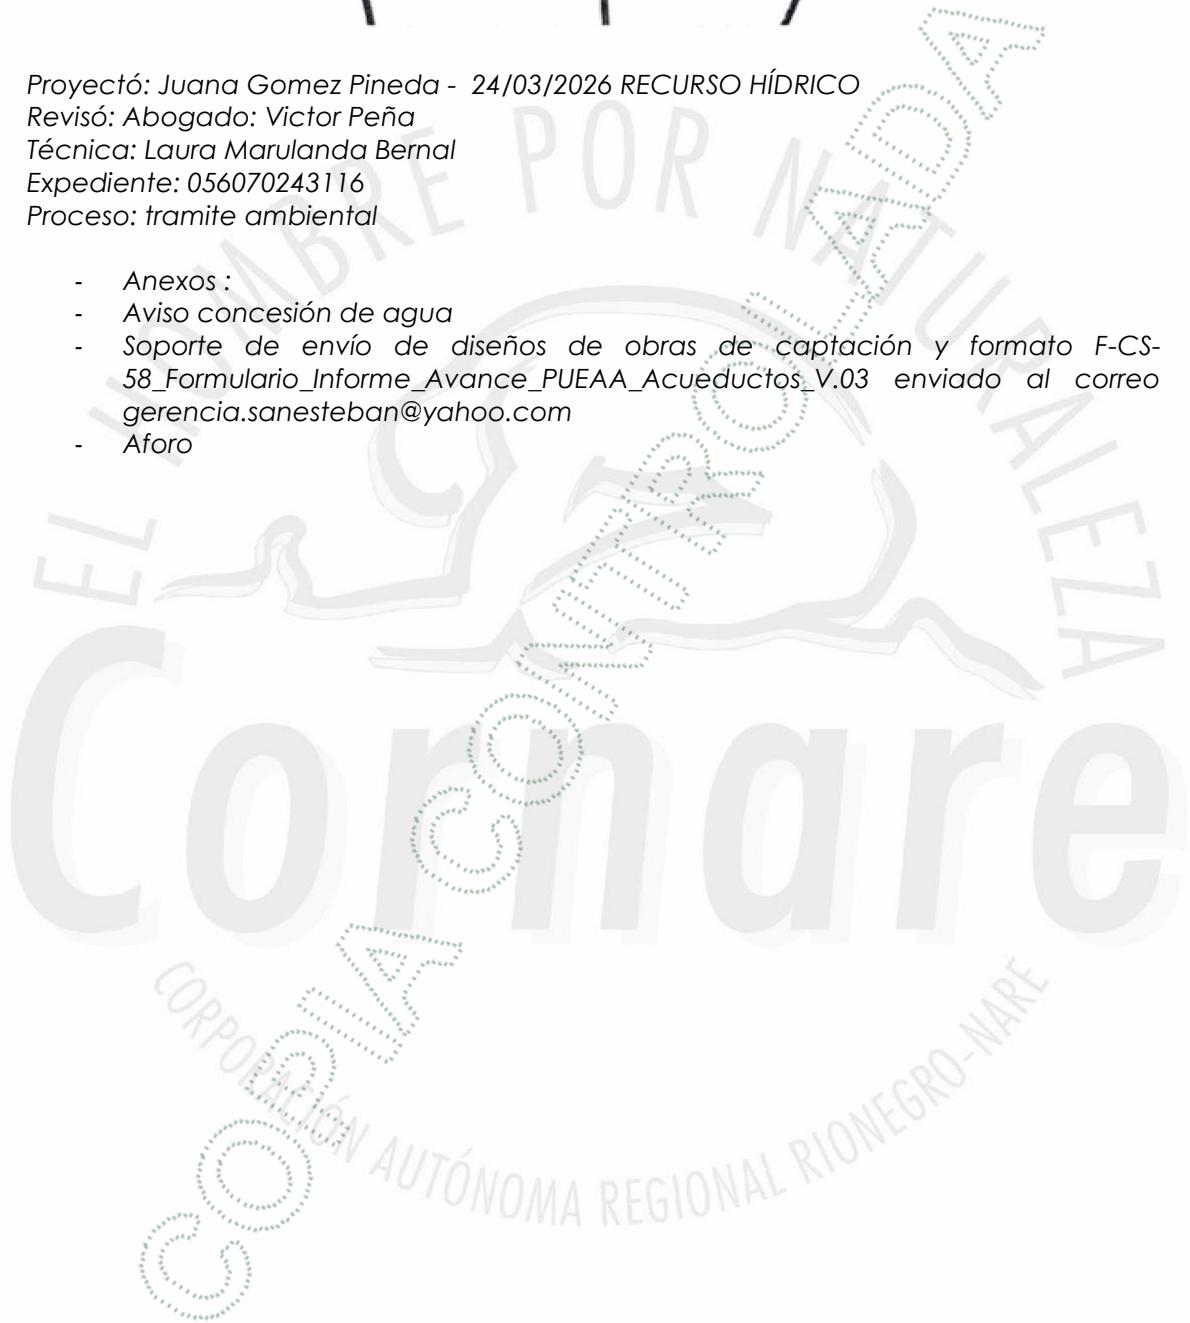 Proyectó: Juana Gomez Pineda - 24/03/2026 RECURSO HÍDRICO
Revisó: Abogado: Victor Peña
Técnica: Laura Marulanda Bernal
Expediente: 056070243116
Proceso: tramite ambiental
- Anexos :
- Aviso concesión de agua
- Soporte de envío de diseños de obras de captación y formato F-CS-
58_Formulario_Informe_Avance_PUEAA_Acueductos_V.03 enviado al correo
gerencia.sanesteban@yahoo.com
- Aforo
EL HOMBRE POR NATURALEZA
Cornare
CORPORACIÓN AUTÓNOMA REGIONAL RIONEGRO-NARE
COPIA CONTROLADA